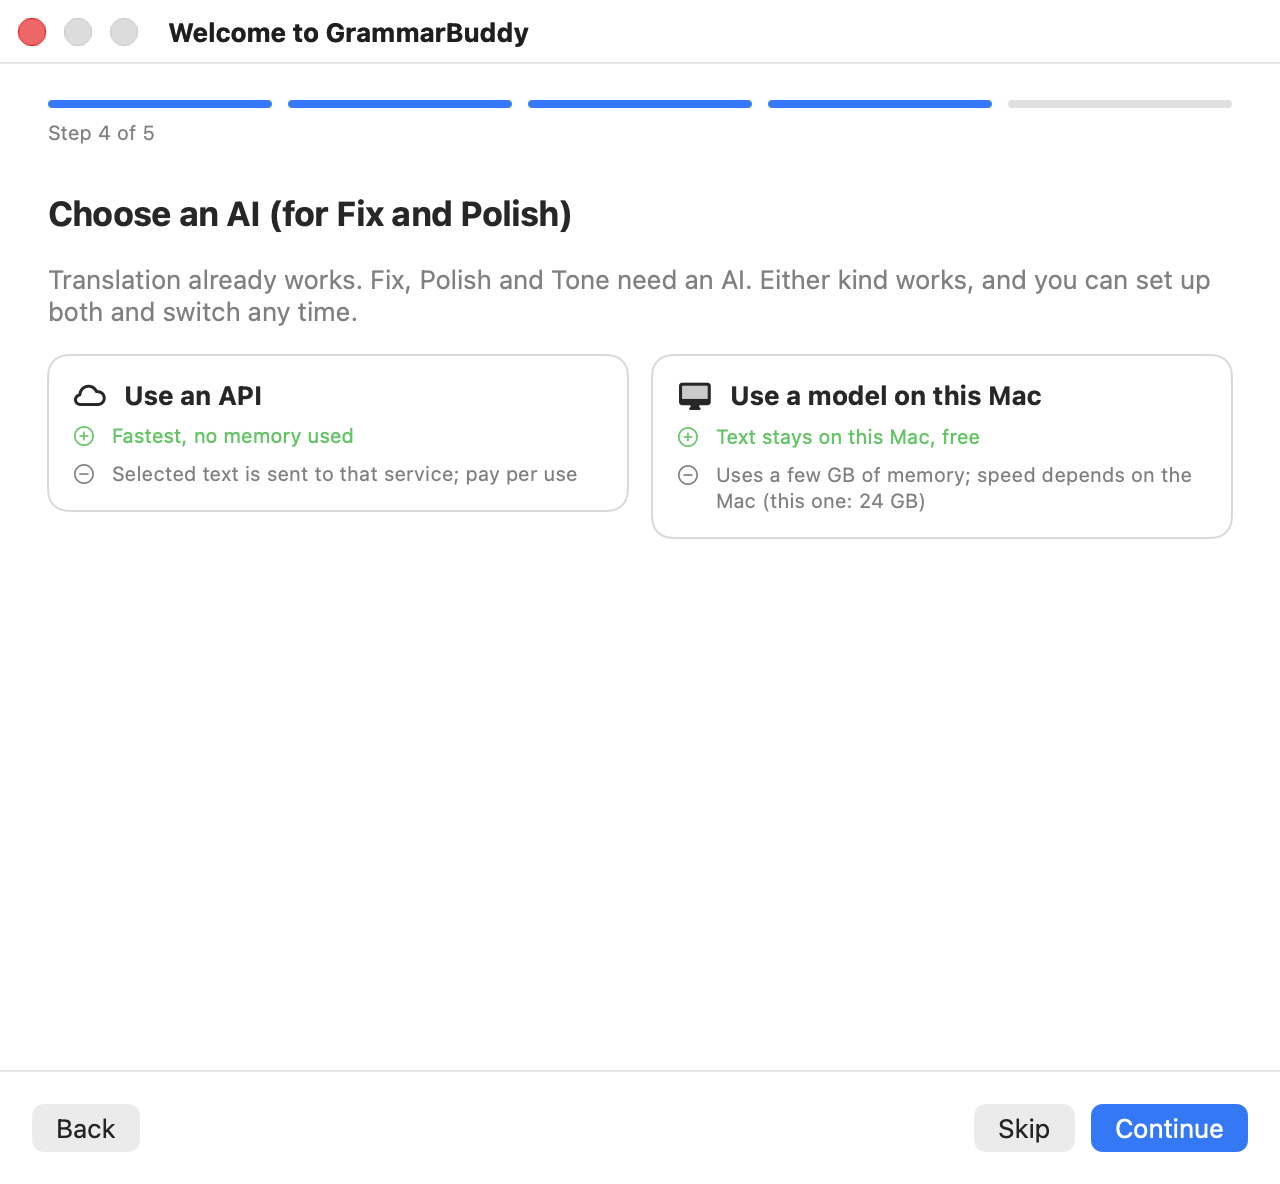 Welcome to GrammarBuddy
Step 4 of 5
Choose an AI (for Fix and Polish)
Translation already works. Fix, Polish and Tone need an AI. Either kind works, and you can set up
both and switch any time.
Use an API
Fastest, no memory used
Selected text is sent to that service; pay per use
Use a model on this Mac
Text stays on this Mac, free
Uses a few GB of memory; speed depends on the
Mac (this one: 24 GB)
Back
Skip
Continue